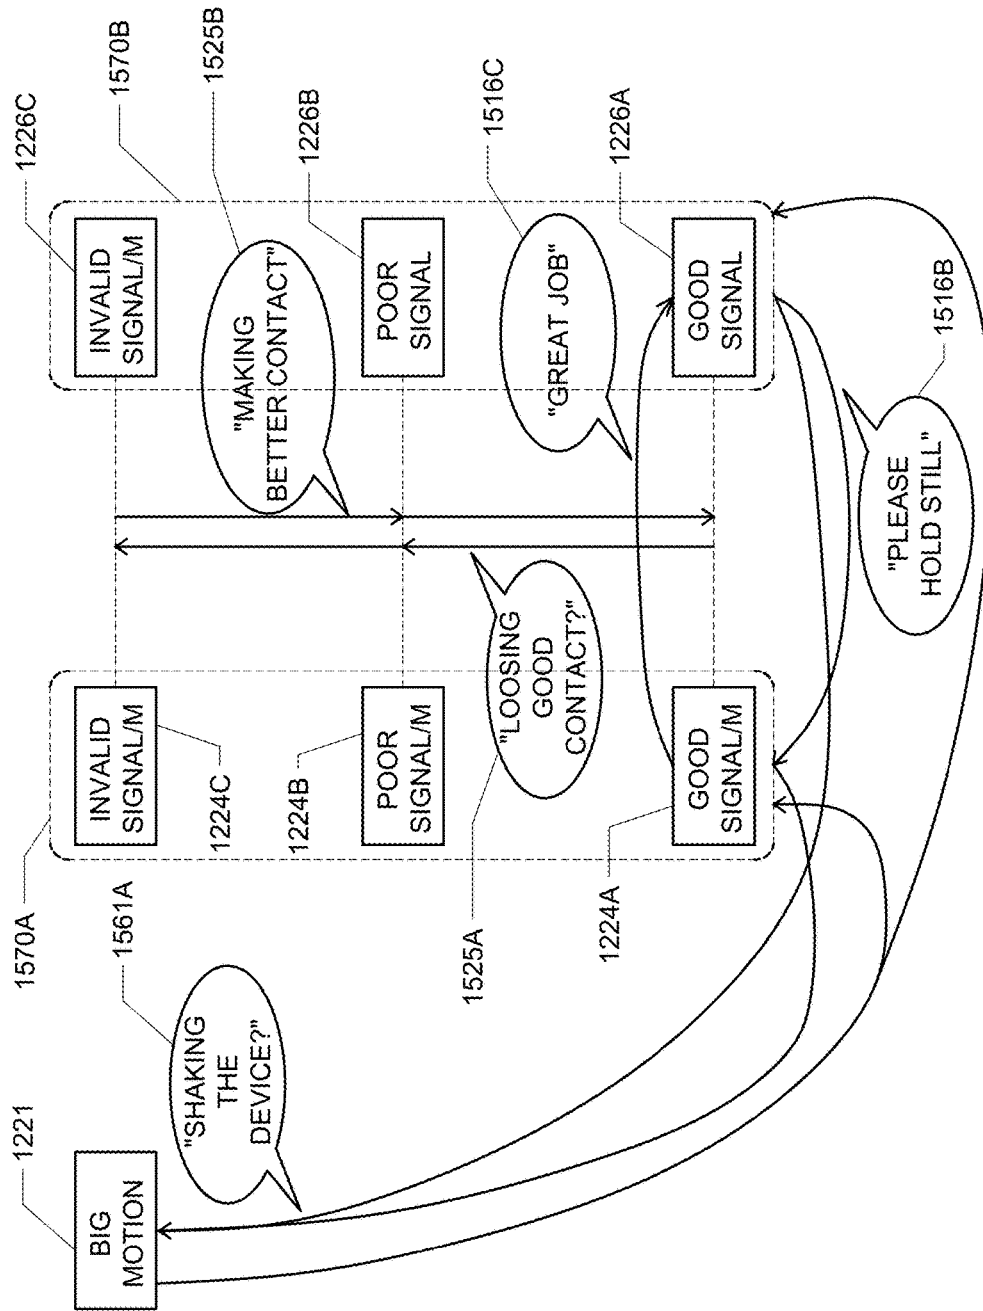 1221
BIG
MOTION
1561A
"SHAKING
THE
DEVICE?"
1570A
INVALID
SIGNAL/M
1224C
POOR
SIGNAL/M
1224B
GOOD
SIGNAL/M
1224A
1525A
"LOOSING
GOOD
CONTACT?"
1226C
INVALID
SIGNAL/M
1570B
1525B
"MAKING
BETTER CONTACT"
POOR
SIGNAL
1226B
1516C
"GREAT JOB"
GOOD
SIGNAL
1226A
"PLEASE
HOLD STILL"
1516B